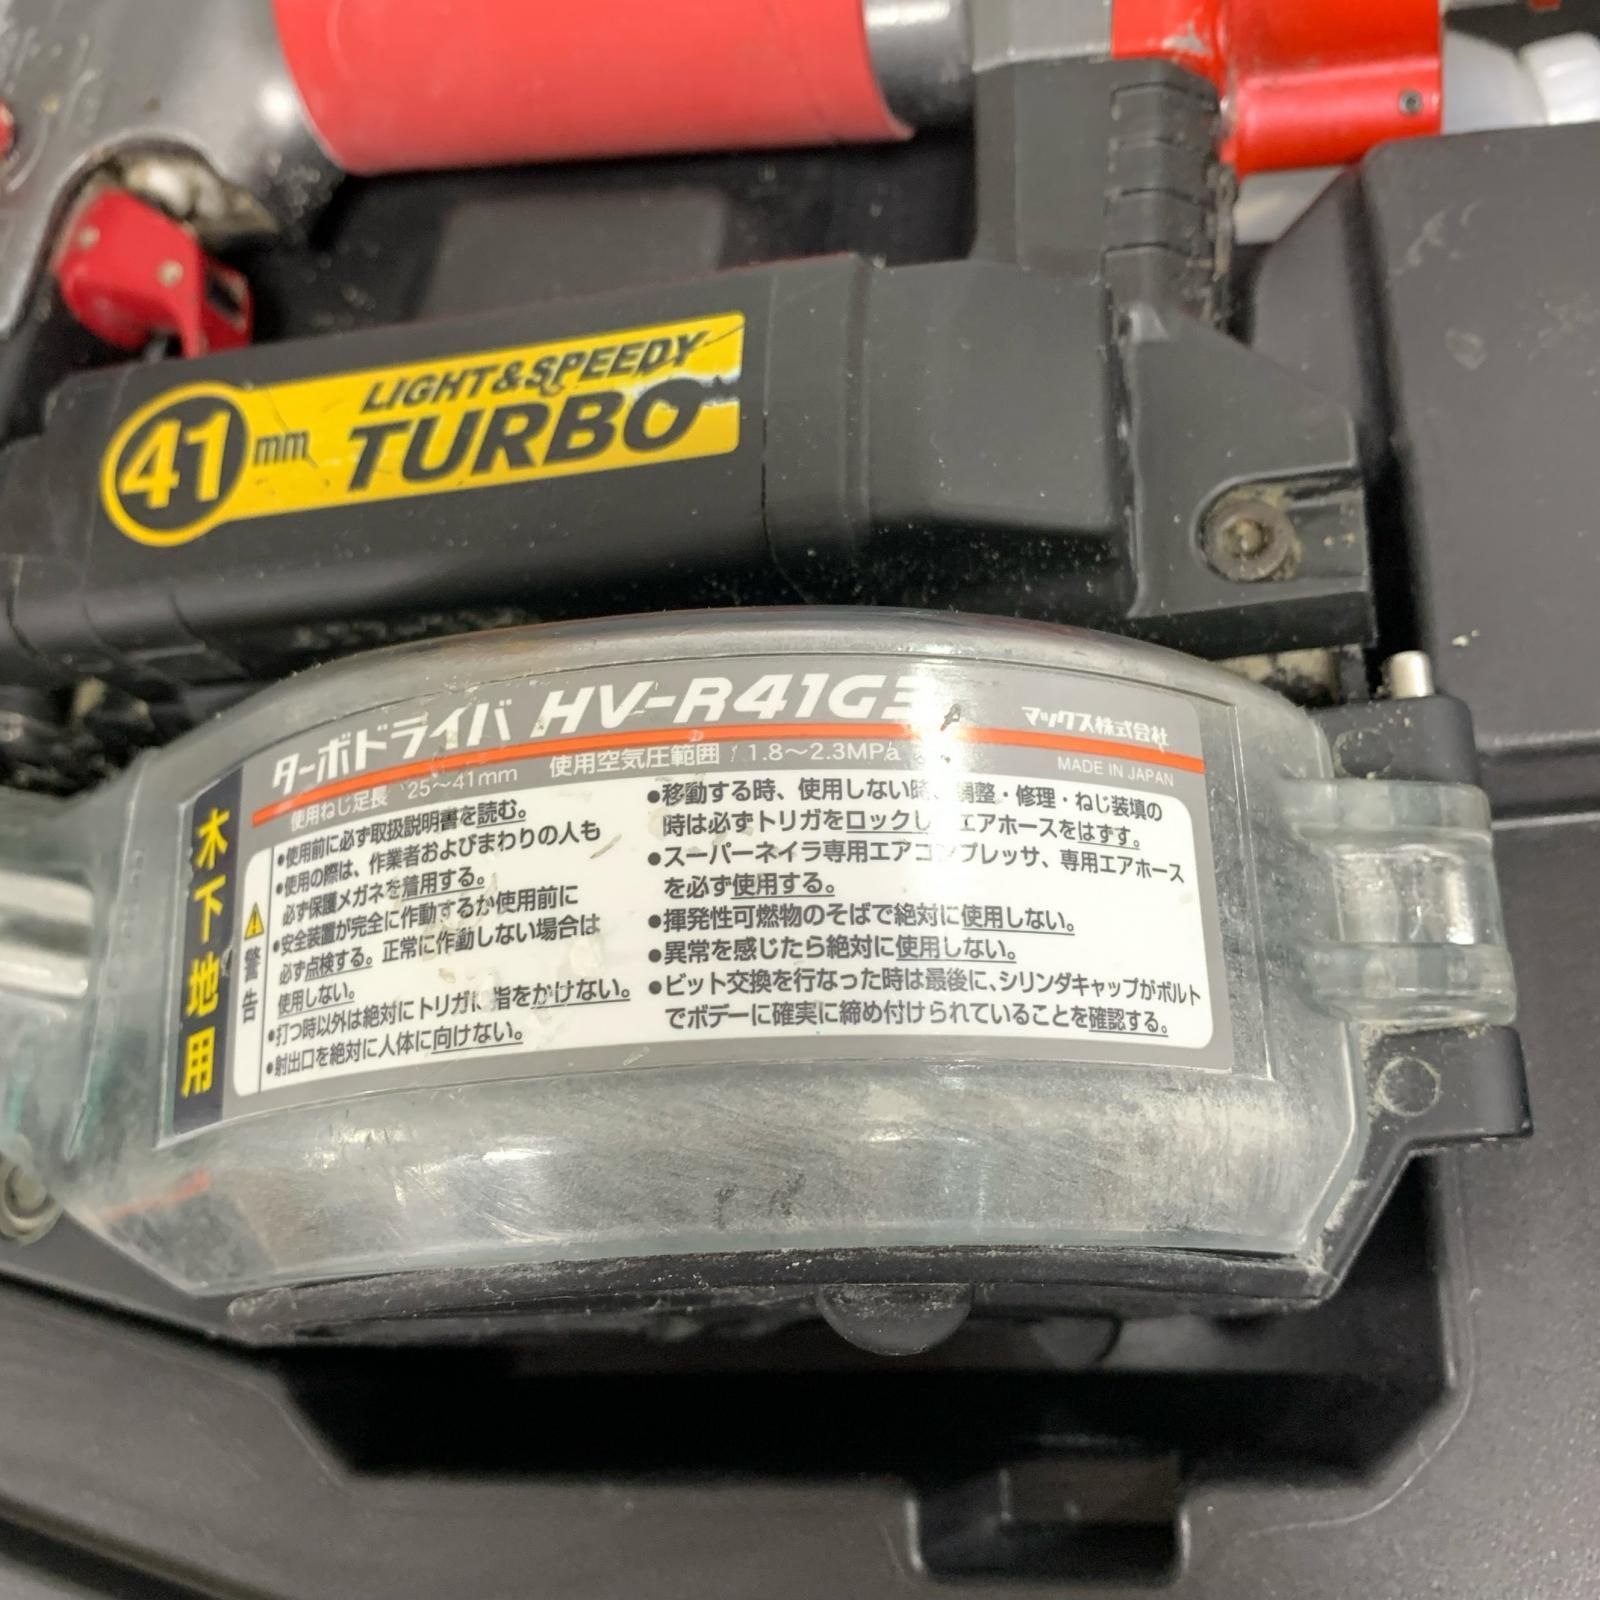 41mm
LIGHT&SPEEDY
TURBO
ターボドライバ HV-R41G3
マックス株式会社
使用ねじ足長 25～41mm 使用空気圧範囲 1.8～2.3MPa
MADE IN JAPAN
木下地用
警告
●使用前に必ず取扱説明書を読む。
●使用の際は、作業者およびまわりの人も
必ず保護メガネを着用する。
●安全装置が完全に作動するか使用前に
必ず点検する。正常に作動しない場合は
使用しない。
●打つ時以外は絶対にトリガに指をかけない。
●射出口を絶対に人体に向けない。
●移動する時、使用しない時、調整・修理・ねじ装填の
時は必ずトリガをロックし、エアホースをはずす。
●スーパーネイラ専用エアコンプレッサ、専用エアホース
を必ず使用する。
●揮発性可燃物のそばで絶対に使用しない。
●異常を感じたら絶対に使用しない。
●ビット交換を行なった時は最後に、シリンダキャップがボルト
でボデーに確実に締め付けられていることを確認する。